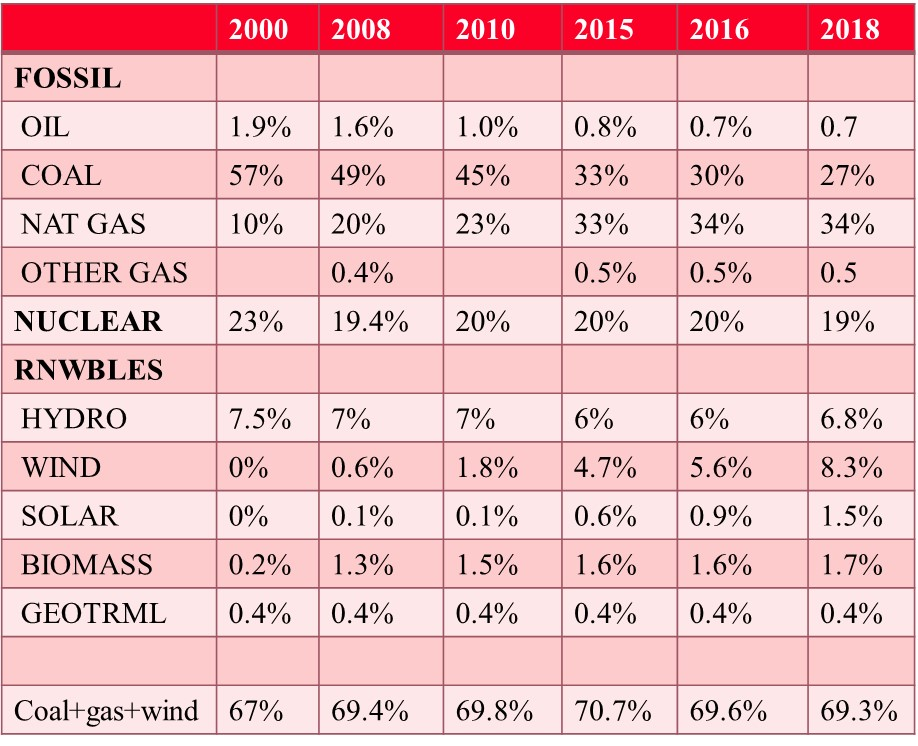 2000 2008 2010 2015 2016 2018
FOSSIL
OIL 1.9% 1.6% 1.0% 0.8% 0.7% 0.7
COAL 57% 49% 45% 33% 30% 27%
NAT GAS 10% 20% 23% 33% 34% 34%
OTHER GAS 0.4% 0.5% 0.5% 0.5
NUCLEAR 23% 19.4% 20% 20% 20% 19%
RNWBLES
HYDRO 7.5% 7% 7% 6% 6% 6.8%
WIND 0% 0.6% 1.8% 4.7% 5.6% 8.3%
SOLAR 0% 0.1% 0.1% 0.6% 0.9% 1.5%
BIOMASS 0.2% 1.3% 1.5% 1.6% 1.6% 1.7%
GEOTRML 0.4% 0.4% 0.4% 0.4% 0.4% 0.4%
Coal+gas+wind 67% 69.4% 69.8% 70.7% 69.6% 69.3%